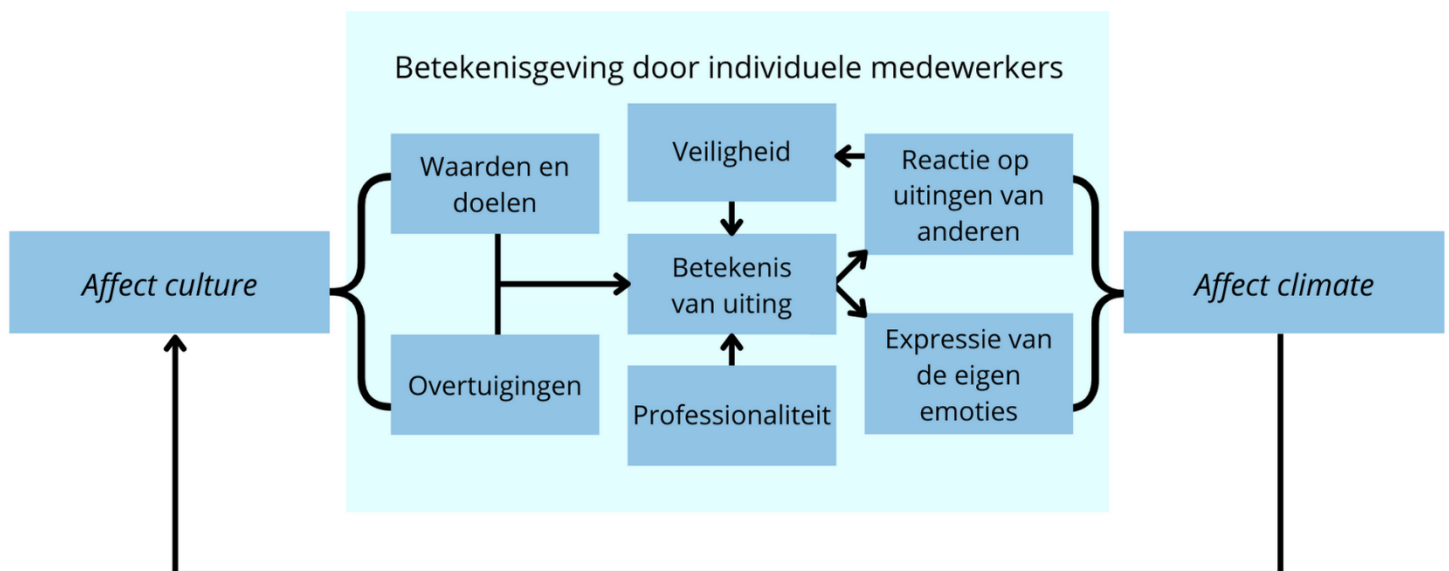 Betekenisgeving door individuele medewerkers
Affect culture
Waarden en
doelen
Overtuigingen
Veiligheid
Betekenis
van uiting
Professionaliteit
Reactie op
uitingen van
anderen
Expressie van
de eigen
emoties
Affect climate